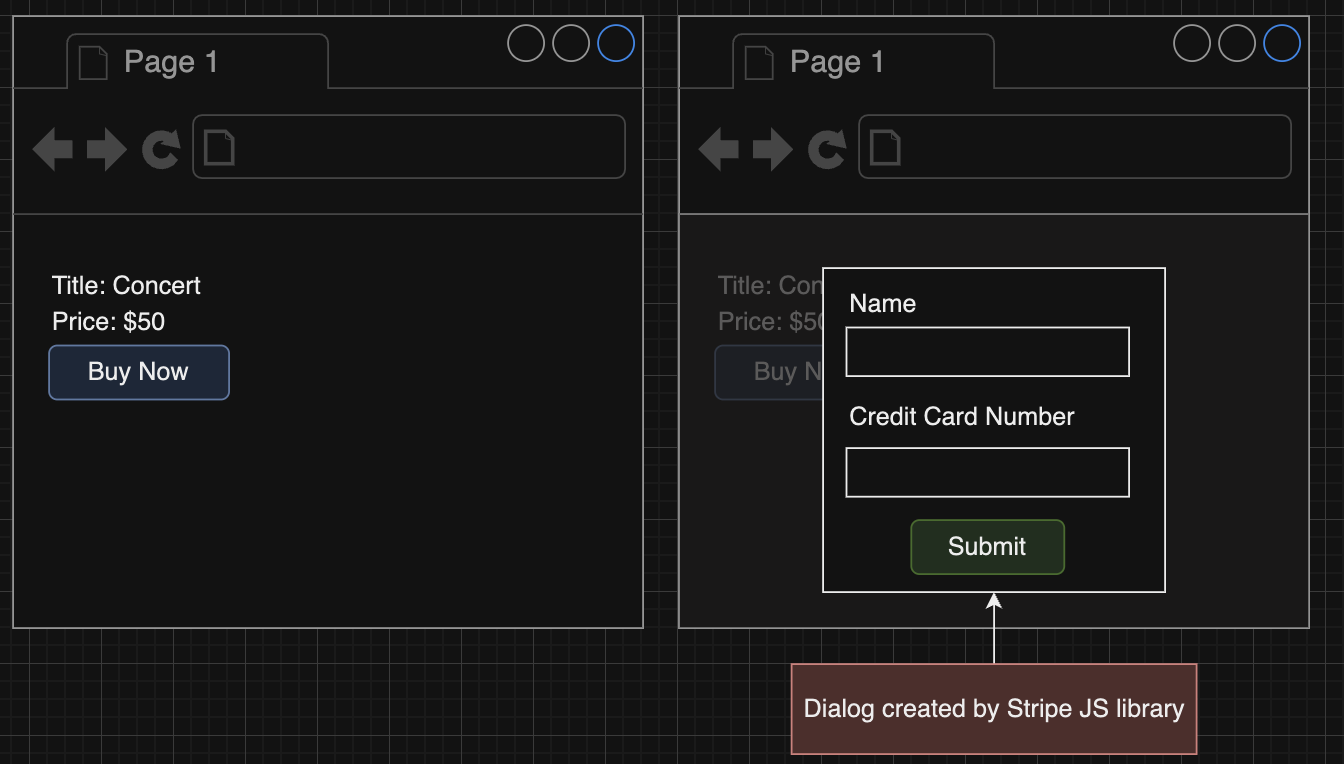 Page 1
Title: Concert
Price: $50
Buy Now
Page 1
Title: Con
Price: $50
Buy N
Name
Credit Card Number
Submit
Dialog created by Stripe JS library